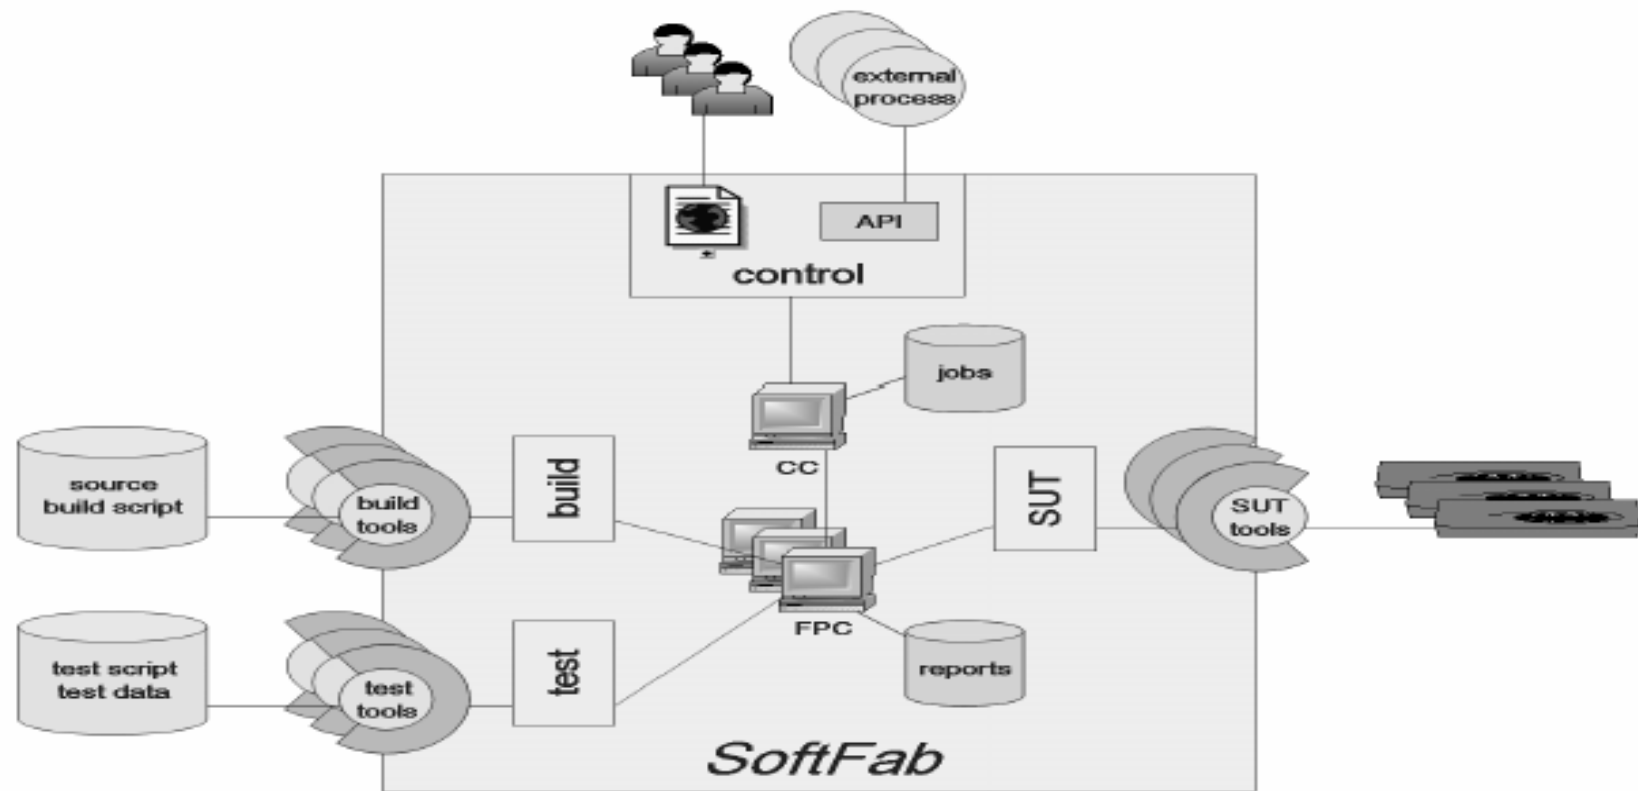 external
process
API
control
jobs
CC
source
build script
build
tools
build
SUT
SUT
tools
FPC
test script
test data
test
tools
test
reports
SoftFab